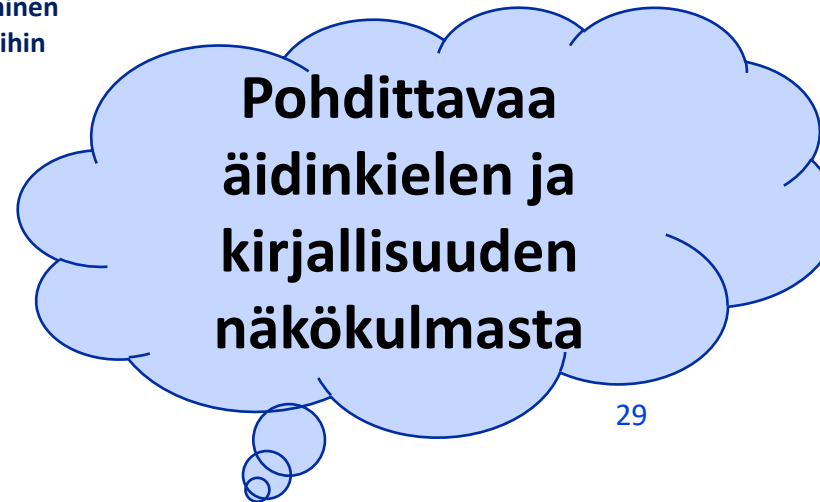 Pohdittavaa
äidinkielen ja
kirjallisuuden
näkökulmasta
29